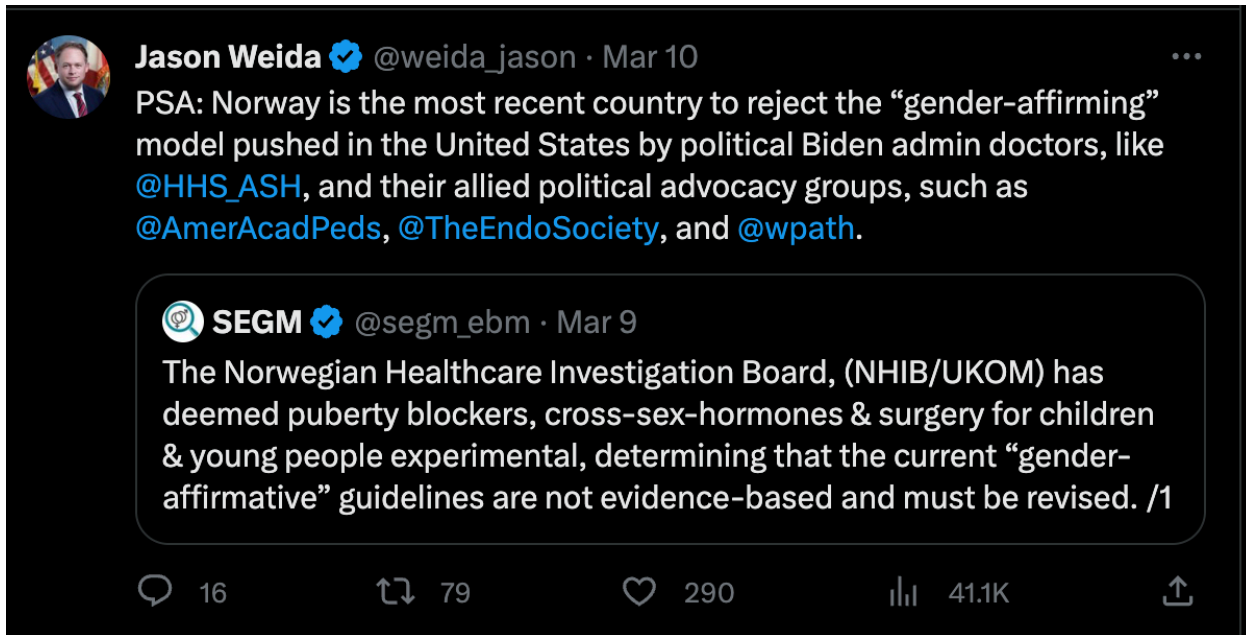 Jason Weida @weida_jason · Mar 10
PSA: Norway is the most recent country to reject the “gender-affirming”
model pushed in the United States by political Biden admin doctors, like
@HHS_ASH, and their allied political advocacy groups, such as
@AmerAcadPeds, @TheEndoSociety, and @wpath.
SEGM @segm_ebm · Mar 9
The Norwegian Healthcare Investigation Board, (NHIB/UKOM) has
deemed puberty blockers, cross-sex-hormones & surgery for children
& young people experimental, determining that the current “gender-
affirmative” guidelines are not evidence-based and must be revised. /1
16 79 290 41.1K